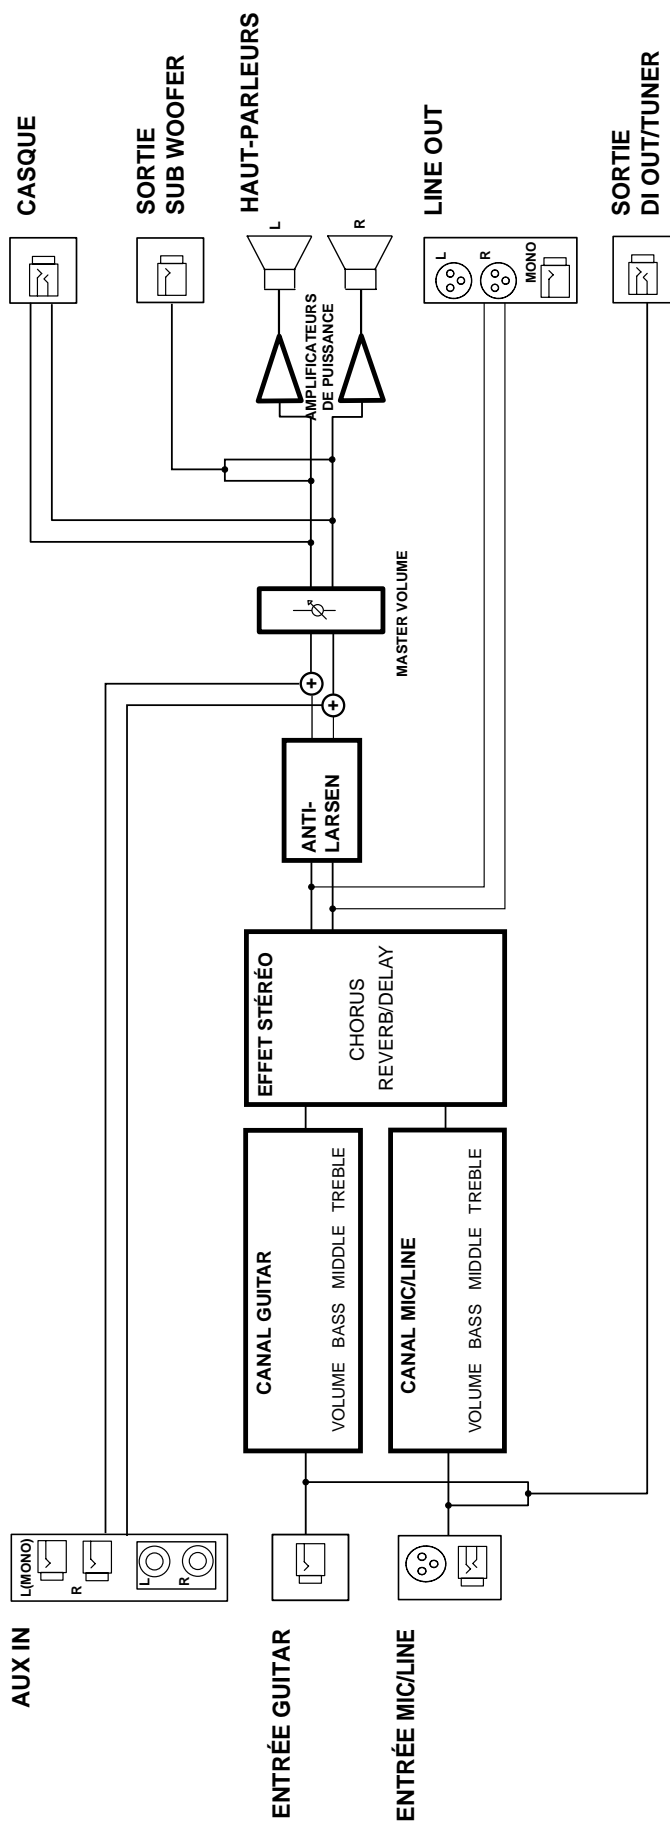 AUX IN
L(MONO)
R
L
R
ENTRÉE GUITAR
ENTRÉE MIC/LINE
CANAL GUITAR
VOLUME BASS MIDDLE TREBLE
CANAL MIC/LINE
VOLUME BASS MIDDLE TREBLE
EFFET STÉRÉO
CHORUS
REVERB/DELAY
ANTI-
LARSEN
+
+
MASTER VOLUME
AMPLIFICATEURS
DE PUISSANCE
CASQUE
SORTIE
SUB WOOFER
HAUT-PARLEURS
L
R
LINE OUT
L
R
MONO
SORTIE
DI OUT/TUNER